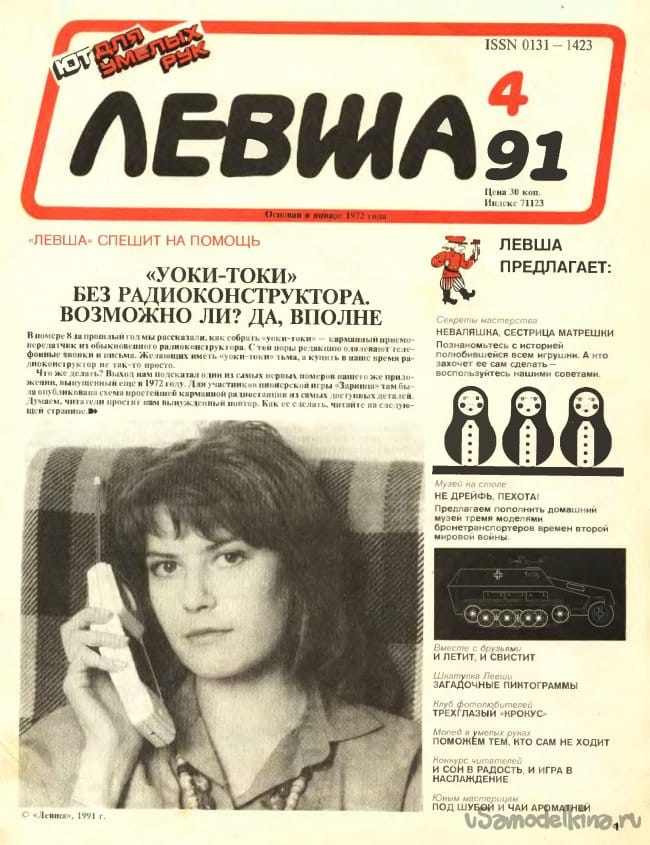 ЮТ ДЛЯ
УМЕЛЫХ
РУК
ISSN 0131 — 1423
ЛЕВША
4
91
Цена 30 коп.
Индекс 71123
Основан в январе 1972 года
«ЛЕВША» СПЕШИТ НА ПОМОЩЬ
«УОКИ-ТОКИ»
БЕЗ РАДИОКОНСТРУКТОРА.
ВОЗМОЖНО ЛИ? ДА, ВПОЛНЕ
В номере 8 за прошлый год мы рассказали, как собрать «уоки-токи» — карманный приемо-
передатчик из обыкновенного радиоконструктора. С той поры редакцию одолевают теле-
фонные звонки и письма. Желающих иметь «уоки-токи» тьма, а купить в наше время ра-
диоконструктор не так-то просто.
Что же делать? Выход нам подсказал один из самых первых номеров нашего же прило-
жения, выпущенный еще в 1972 году. Для участников пионерской игры «Зарница» там бы-
ла опубликована схема простейшей карманной радиостанции из самых доступных деталей.
Думаем, читатели простят нам вынужденный повтор. Как ее сделать, читайте на следую-
щей странице.
© «Левша», 1991 г.
ЛЕВША
ПРЕДЛАГАЕТ:
Секреты мастерства
НЕВАЛЯШКА, СЕСТРИЦА МАТРЕШКИ
Познакомьтесь с историей
полюбившейся всем игрушки. А кто
захочет ее сам сделать —
воспользуйтесь нашими советами.
Музей на столе
НЕ ДРЕЙФЬ, ПЕХОТА!
Предлагаем пополнить домашний
музей тремя моделями
бронетранспортеров времен второй
мировой войны.
Вместе с друзьями
И ЛЕТИТ, И СВИСТИТ
Шкатулка Левши
ЗАГАДОЧНЫЕ ПИКТОГРАММЫ
Клуб фотолюбителей
ТРЕХГЛАЗЫЙ «КРОКУС»
Мопед в умелых руках
ПОМОЖЕМ ТЕМ, КТО САМ НЕ ХОДИТ
Конкурс читателей
И СОН В РАДОСТЬ, И ИГРА В
НАСЛАЖДЕНИЕ
Юным мастерицам
ПОД ШУБОЙ И ЧАЙ АРОМАТНЕЙ
1
uSamodelkina.ru